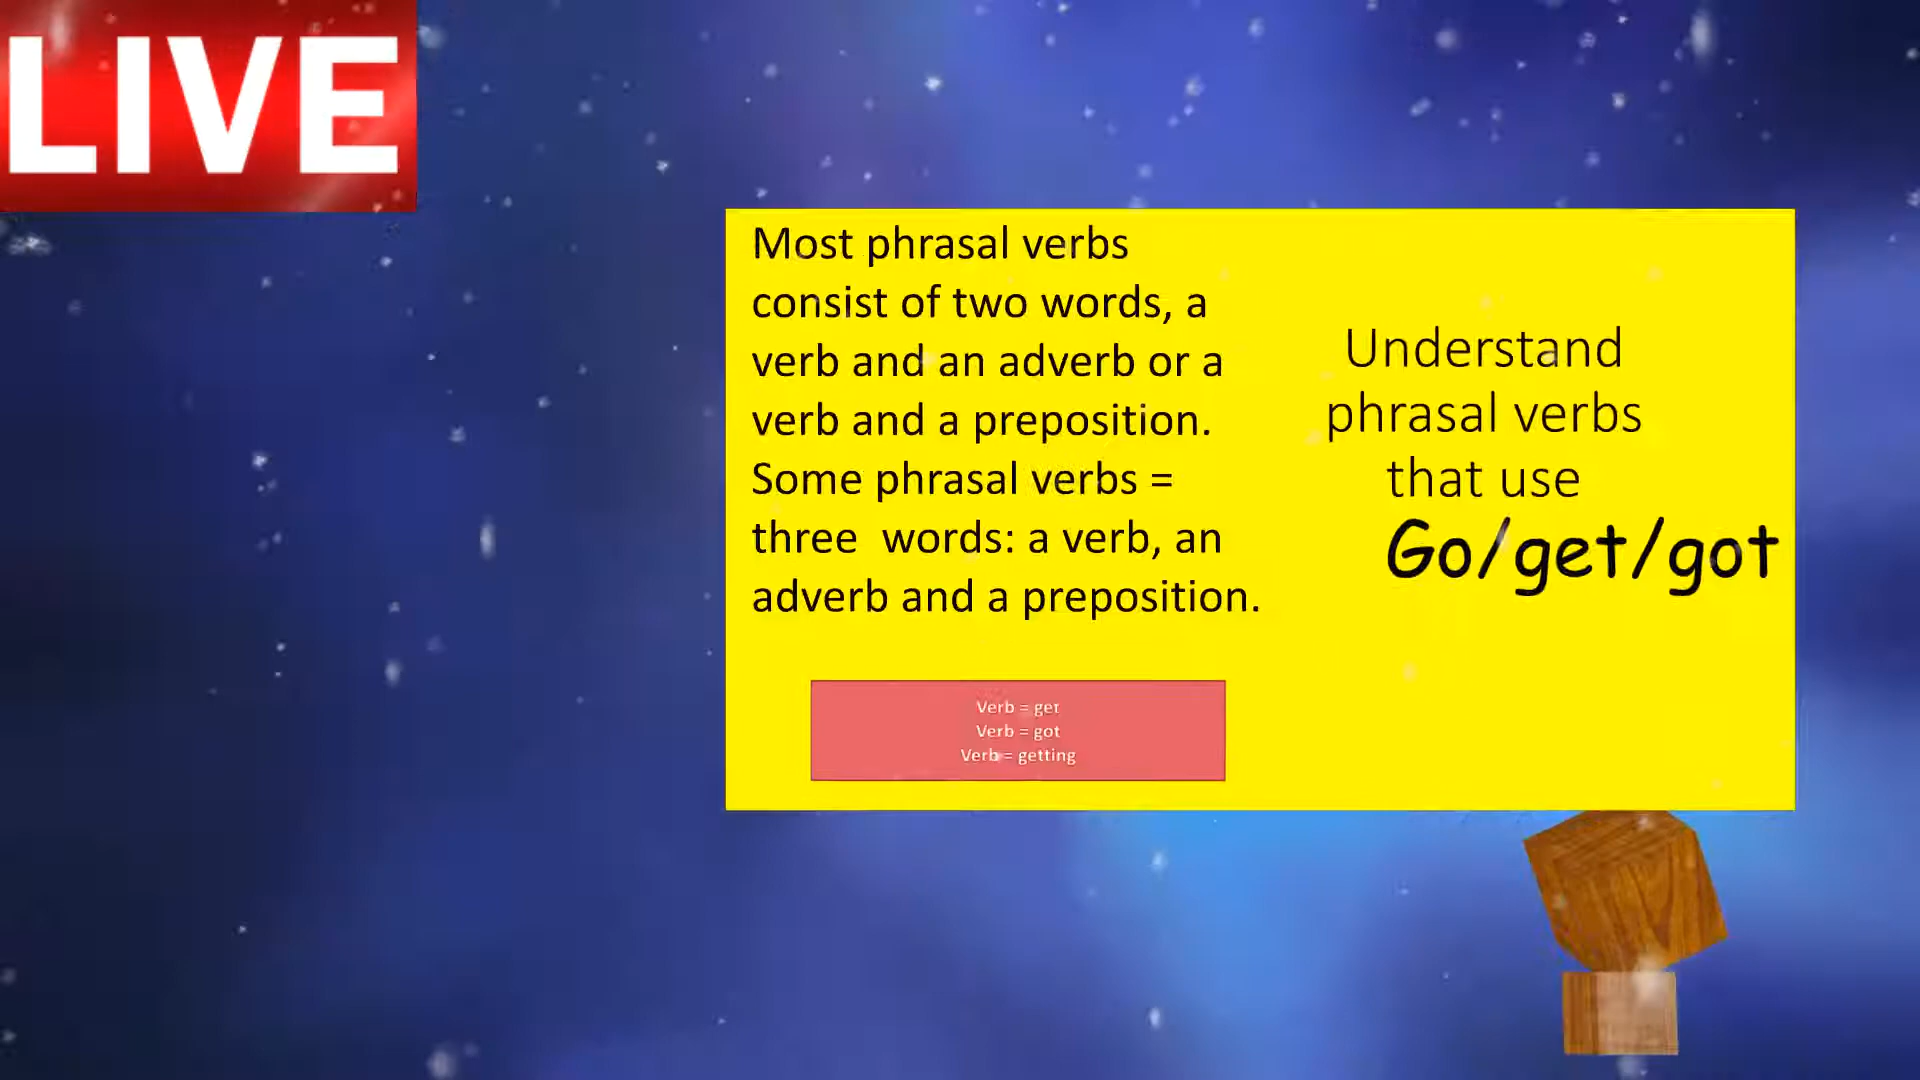 LIVE
Most phrasal verbs
consist of two words, a
verb and an adverb or a
verb and a preposition.
Some phrasal verbs =
three  words: a verb, an
adverb and a preposition.
Understand
phrasal verbs
that use
Go/get/got
Verb = get
Verb = got
Verb = getting